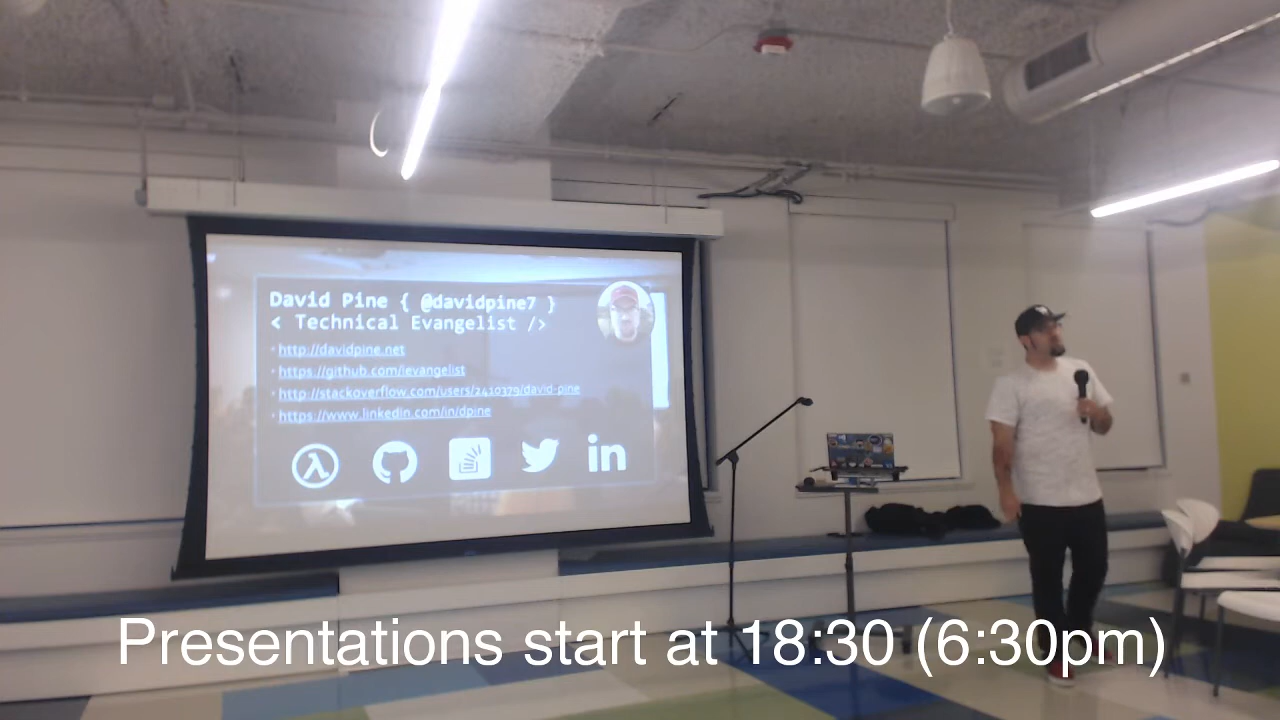 David Pine { @davidpine7 }
< Technical Evangelist />
http://davidpine.net
https://github.com/ievangelist
http://stackoverflow.com/users/2410379/david-pine
https://www.linkedin.com/in/dpine
in
Presentations start at 18:30 (6:30pm)